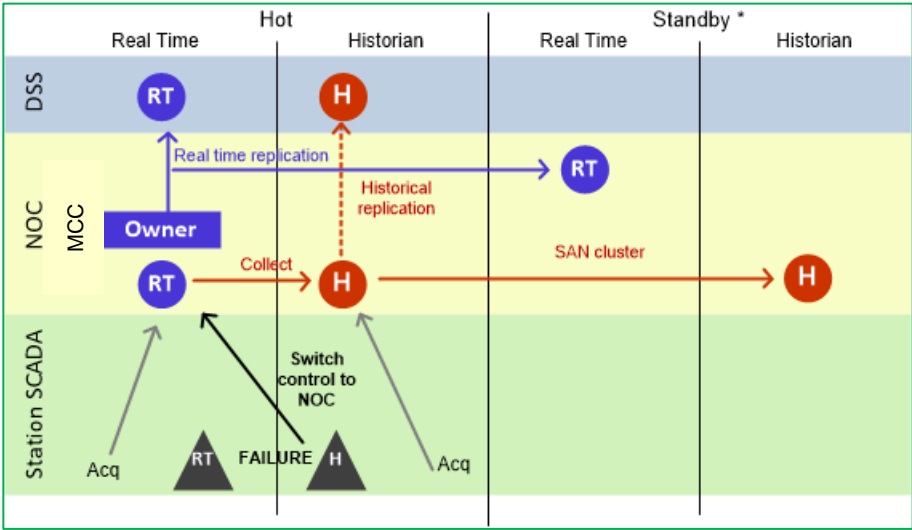 Hot
Standby *
Real Time
Historian
Real Time
Historian
DSS
RT
H
Real time replication
RT
Historical
replication
NOC
MCC
Owner
Collect
SAN cluster
RT
H
H
Station SCADA
Switch
control to
NOC
RT
FAILURE
H
Acq
Acq